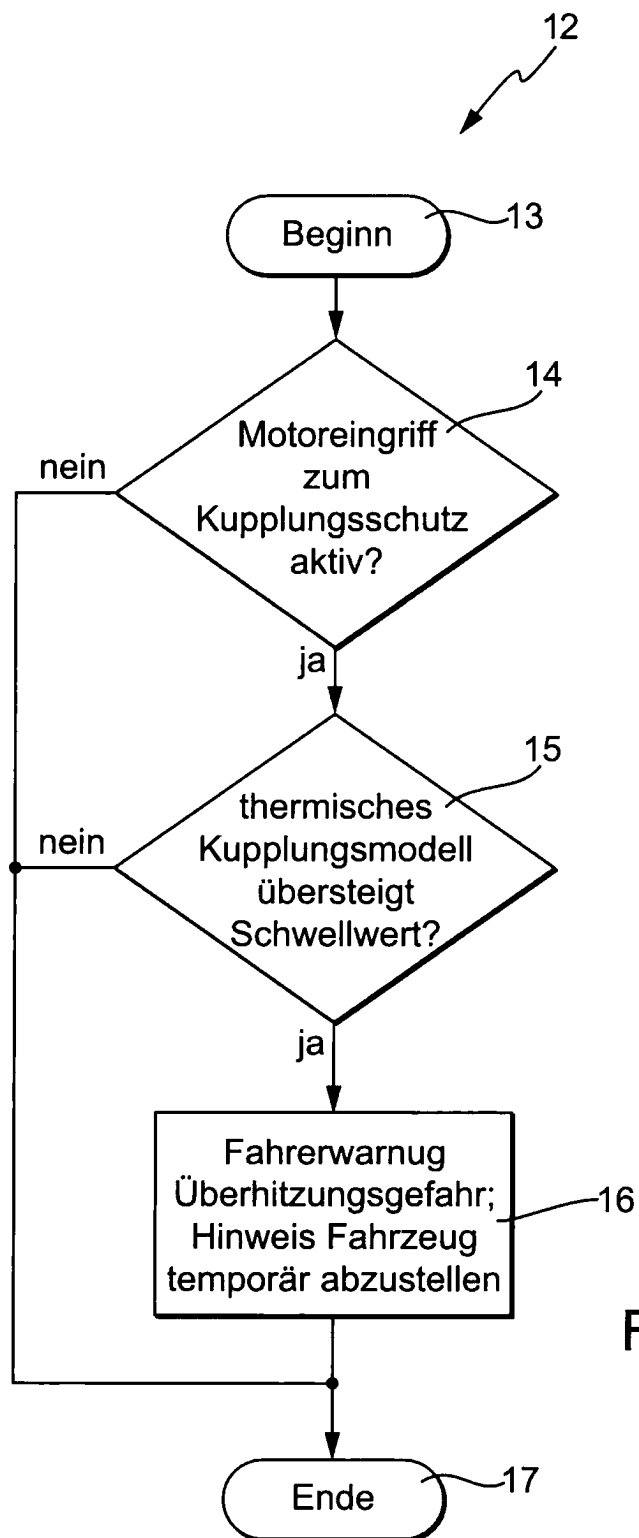 12
Beginn
13
14
Motoreingriff
zum
Kupplungsschutz
aktiv?
nein
ja
15
thermisches
Kupplungsmodell
übersteigt
Schwellwert?
nein
ja
Fahrerwarnug
Überhitzungsgefahr;
Hinweis Fahrzeug
temporär abzustellen
16
F
Ende
17